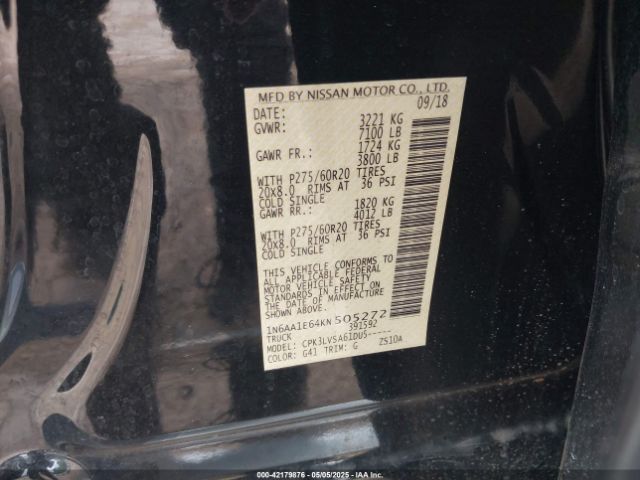 MFD BY NISSAN MOTOR CO., LTD.
DATE: 09/18
GVWR: 3221 KG
7100 LB
GAWR FR.: 1724 KG
3800 LB
WITH P275/60R20 TIRES
20X8.0 RIMS AT 36 PSI
COLD SINGLE
GAWR RR.: 1820 KG
4012 LB
WITH P275/60R20 TIRES
20X8.0 RIMS AT 36 PSI
COLD SINGLE
THIS VEHICLE CONFORMS TO
ALL APPLICABLE FEDERAL
MOTOR VEHICLE SAFETY
STANDARDS IN EFFECT ON
THE DATE OF MANUFACTURE
1N6AA1E64KN505272
TRUCK 391592
MODEL: CPK3LVSA61DU5-----
COLOR: G41 TRIM: G ZS10A
000-42179876 - 05/05/2025 - IAA Inc.